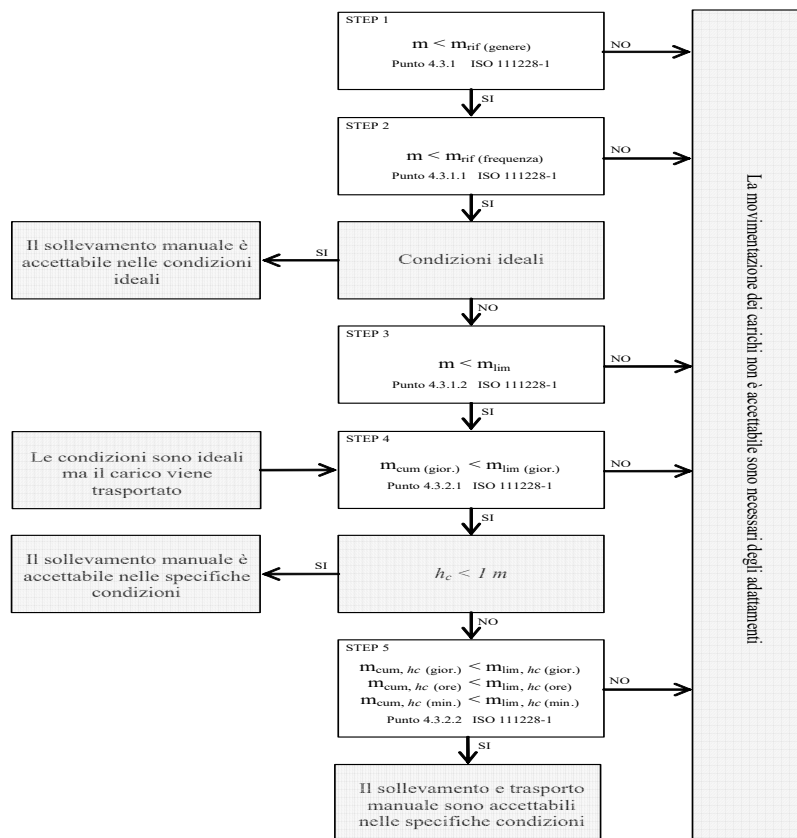 STEP 1
m < mrif (genere)
Punto 4.3.1 ISO 111228-1
NO
SI
STEP 2
m < mrif (frequenza)
Punto 4.3.1.1 ISO 111228-1
NO
SI
Il sollevamento manuale è
accettabile nelle condizioni
ideali
SI
Condizioni ideali
NO
STEP 3
m < mlim
Punto 4.3.1.2 ISO 111228-1
NO
SI
Le condizioni sono ideali
ma il carico viene
trasportato
STEP 4
mcum (gior.) < mlim (gior.)
Punto 4.3.2.1 ISO 111228-1
NO
SI
Il sollevamento manuale è
accettabile nelle specifiche
condizioni
SI
hc < 1 m
NO
STEP 5
mcum, hc (gior.) < mlim, hc (gior.)
mcum, hc (ore) < mlim, hc (ore)
mcum, hc (min.) < mlim, hc (min.)
Punto 4.3.2.2 ISO 111228-1
NO
SI
Il sollevamento e trasporto
manuale sono accettabili
nelle specifiche condizioni
La movimentazione dei carichi non è accettabile sono necessari degli adattamenti